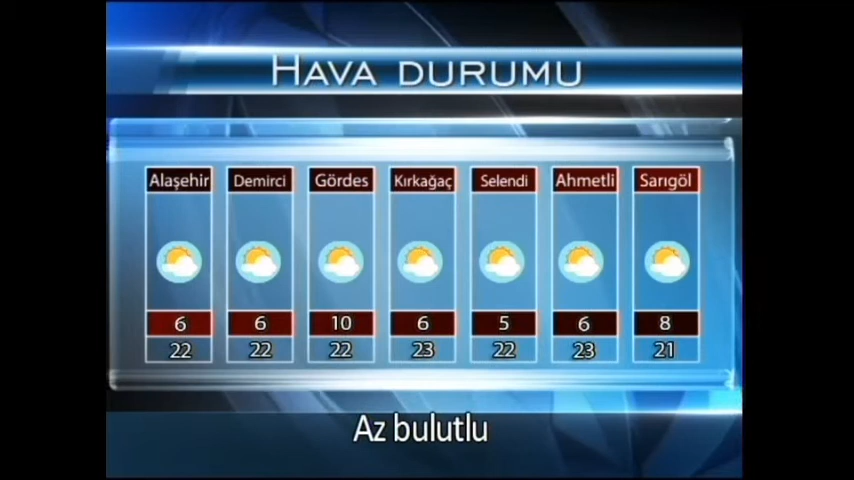 HAVA DURUMU
Alaşehir Demirci Gördes Kırkağaç Selendi Ahmetli Sarıgöl
6 6 10 6 5 6 8
22 22 22 23 22 23 21
Az bulutlu